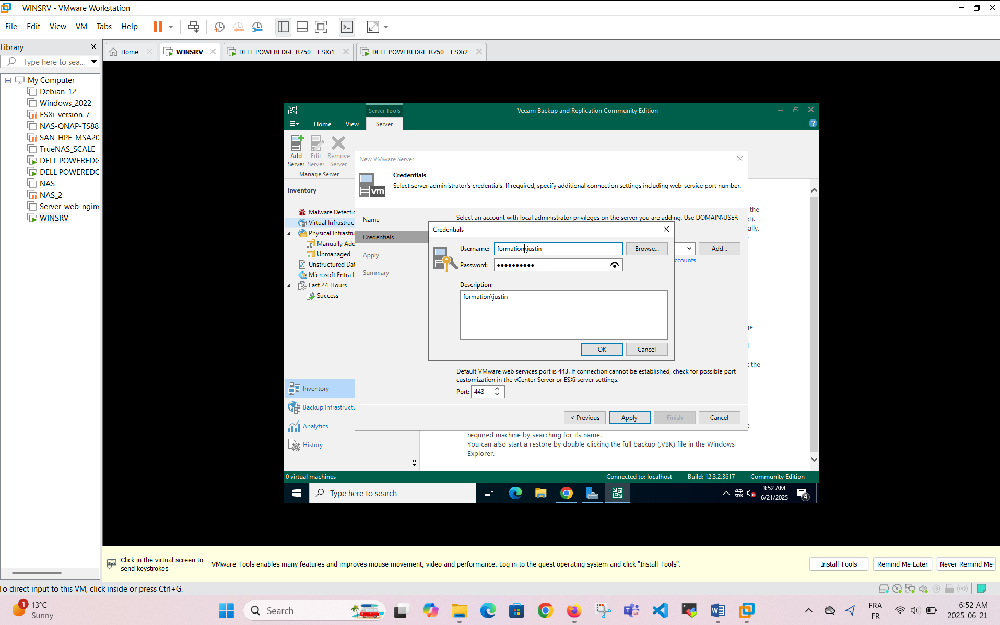 WINSRV - VMware Workstation
File Edit View VM Tabs Help
Library
Type here to sea...
Home
WINSRV
DELL POWEREDGE R750 - ESXi1
DELL POWEREDGE R750 - ESXi2
My Computer
Debian-12
Windows_2022
ESXi_version_7
NAS-QNAP-TS88
SAN-HPE-MSA20
TrueNAS_SCALE
DELL POWEREDG
DELL POWEREDG
NAS
NAS_2
Server-web-nginx
WINSRV
Server Tools
Veeam Backup and Replication Community Edition
Home View Server
?
Add Server
Edit Server
Remove Server
Manage Server
Inventory
Malware Detectic
Virtual Infrastruct
Physical Infrastru
Manually Add
Unmanaged
Unstructured Dat
Microsoft Entra I
Last 24 Hours
Success
Inventory
Backup Infrastructu
Analytics
History
New VMware Server
vm
Credentials
Select server administrator's credentials. If required, specify additional connection settings including web-service port number.
Name
Credentials
Apply
Summary
Select an account with local administrator privileges on the server you are adding. Use DOMAIN\USER
Add...
ccounts
Credentials
Username: formation\justin
Browse...
Password: ●●●●●●●●●●
Description:
formation\justin
OK
Cancel
Default VMware web services port is 443. If connection cannot be established, check for possible port
customization in the vCenter Server or ESXi server settings.
Port: 443
< Previous
Apply
Finish
Cancel
the
xt).
ally.
ge
the
required machine by searching for its name.
You can also start a restore by double-clicking the full backup (.VBK) file in the Windows
Explorer.
0 virtual machines
Connected to: localhost
Build: 12.3.2.3617
Community Edition
Type here to search
3:52 AM
6/21/2025
4
Click in the virtual screen to
send keystrokes
VMware Tools enables many features and improves mouse movement, video and performance. Log in to the guest operating system and click "Install Tools".
Install Tools
Remind Me Later
Never Remind Me
To direct input to this VM, click inside or press Ctrl+G.
1
13°C
Sunny
Search
FRA
FR
6:52 AM
2025-06-21